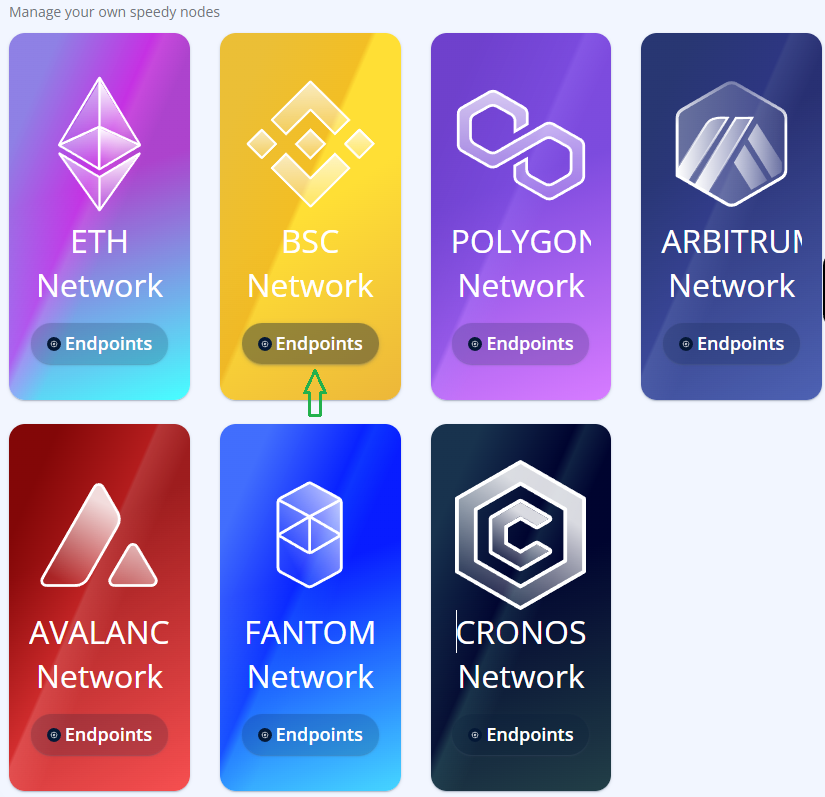 Manage your own speedy nodes
ETH
Network
Endpoints
BSC
Network
Endpoints
POLYGON
Network
Endpoints
ARBITRUM
Network
Endpoints
AVALANC
Network
Endpoints
FANTOM
Network
Endpoints
CRONOS
Network
Endpoints